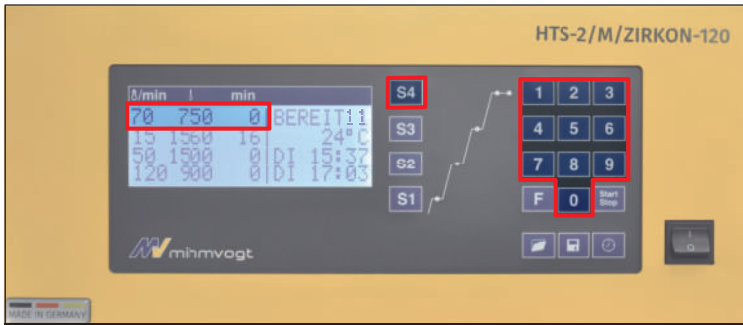 HTS-2/M/ZIRKON-120
8/min min
70 750 0 BEREIT11
15 1560 16 24°C
50 1500 0 DI 15:37
120 900 0 DI 17:03
S4
S3
S2
S1
1 2 3
4 5 6
7 8 9
F 0 Start Stop
mihmvogt
I
O
MADE IN GERMANY